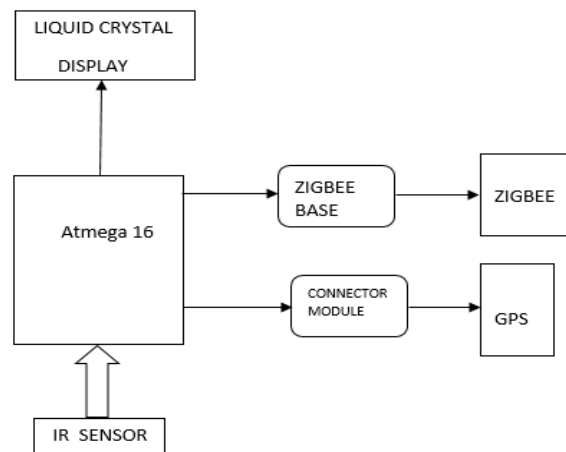 LIQUID CRYSTAL
DISPLAY
Atmega 16
ZIGBEE
BASE
ZIGBEE
CONNECTOR
MODULE
GPS
IR SENSOR